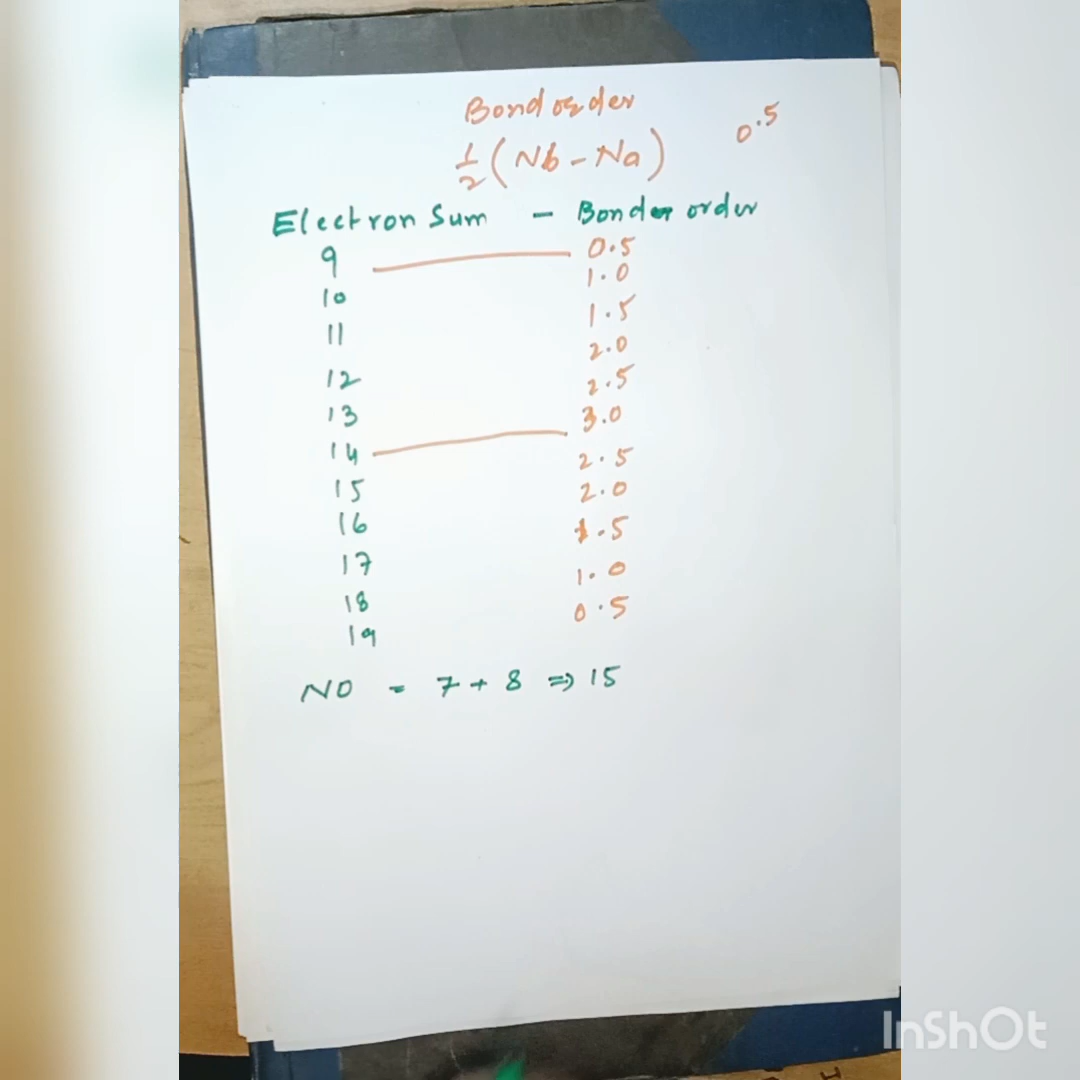 Bond order
½ (Nb - Na) 0.5
Electron Sum - Bond order
9 0.5
10 1.0
11 1.5
12 2.0
13 2.5
14 3.0
15 2.5
16 2.0
17 1.5
18 1.0
19 0.5
NO = 7 + 8 ⇒ 15
InShOt